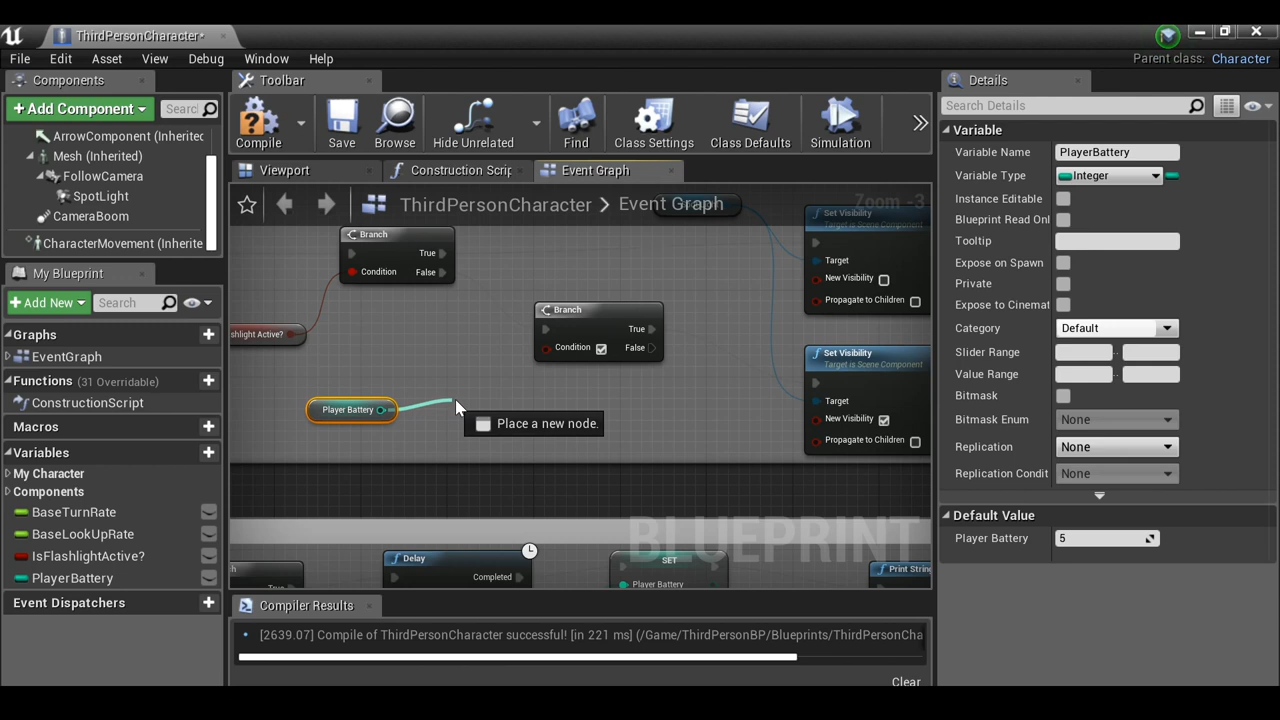 ThirdPersonCharacter*
File Edit Asset View Debug Window Help
Parent class: Character
Components
+ Add Component
Searc
ArrowComponent (Inheritec
Mesh (Inherited)
FollowCamera
SpotLight
CameraBoom
CharacterMovement (Inherite
My Blueprint
+ Add New
Search
Graphs
EventGraph
Functions (31 Overridable)
ConstructionScript
Macros
Variables
My Character
Components
BaseTurnRate
BaseLookUpRate
IsFlashlightActive?
PlayerBattery
Event Dispatchers
Toolbar
Compile
Save
Browse
Hide Unrelated
Find
Class Settings
Class Defaults
Simulation
Viewport
Construction Scrip
Event Graph
ThirdPersonCharacter > Event Graph
Zoom -3
Branch
True
Condition False
shlight Active?
Branch
True
Condition False
Player Battery
Place a new node.
Set Visibility
Target is Scene Component
Target
New Visibility
Propagate to Children
Set Visibility
Target is Scene Component
Target
New Visibility
Propagate to Children
BLUEPRINT
Delay
Completed
SET
Player Battery
Print String
Compiler Results
[2639.07] Compile of ThirdPersonCharacter successful! [in 221 ms] (/Game/ThirdPersonBP/Blueprints/ThirdPersonCha
Clear
Details
Search Details
Variable
Variable Name PlayerBattery
Variable Type Integer
Instance Editable
Blueprint Read Onl
Tooltip
Expose on Spawn
Private
Expose to Cinemat
Category Default
Slider Range
Value Range
Bitmask
Bitmask Enum None
Replication None
Replication Condit None
Default Value
Player Battery 5